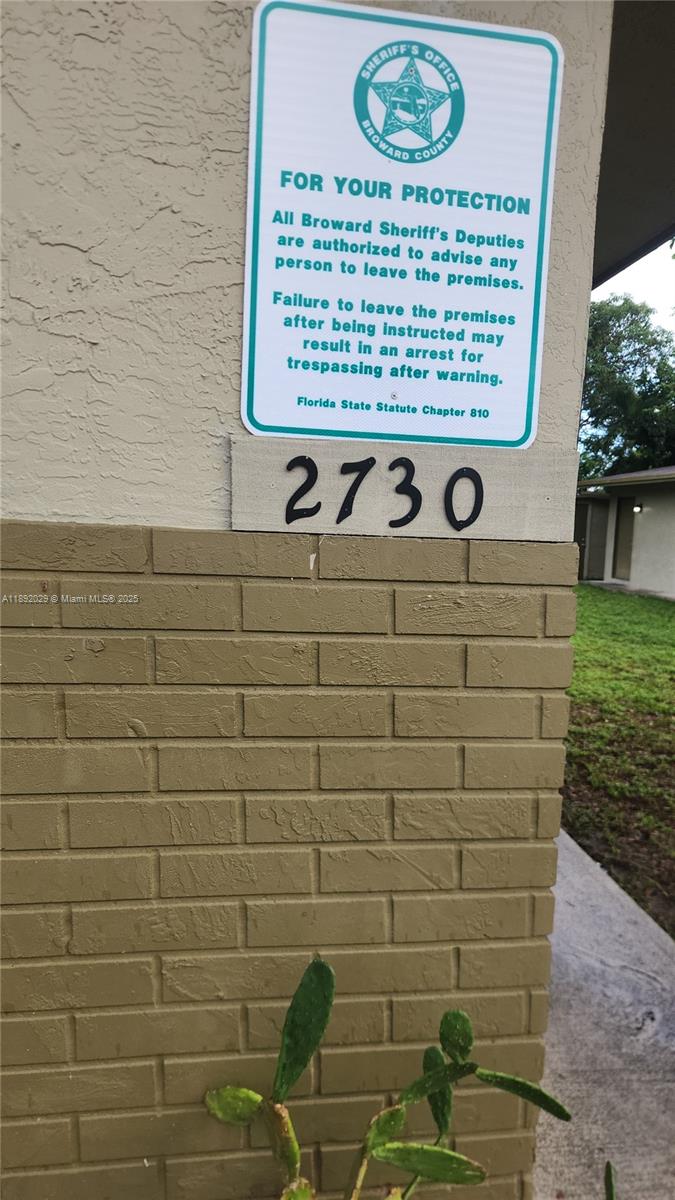 SHERIFF'S OFFICE
BROWARD COUNTY
FOR YOUR PROTECTION
All Broward Sheriff's Deputies
are authorized to advise any
person to leave the premises.
Failure to leave the premises
after being instructed may
result in an arrest for
trespassing after warning.
Florida State Statute Chapter 810
2730
A11892029 © Miami MLS® 2025